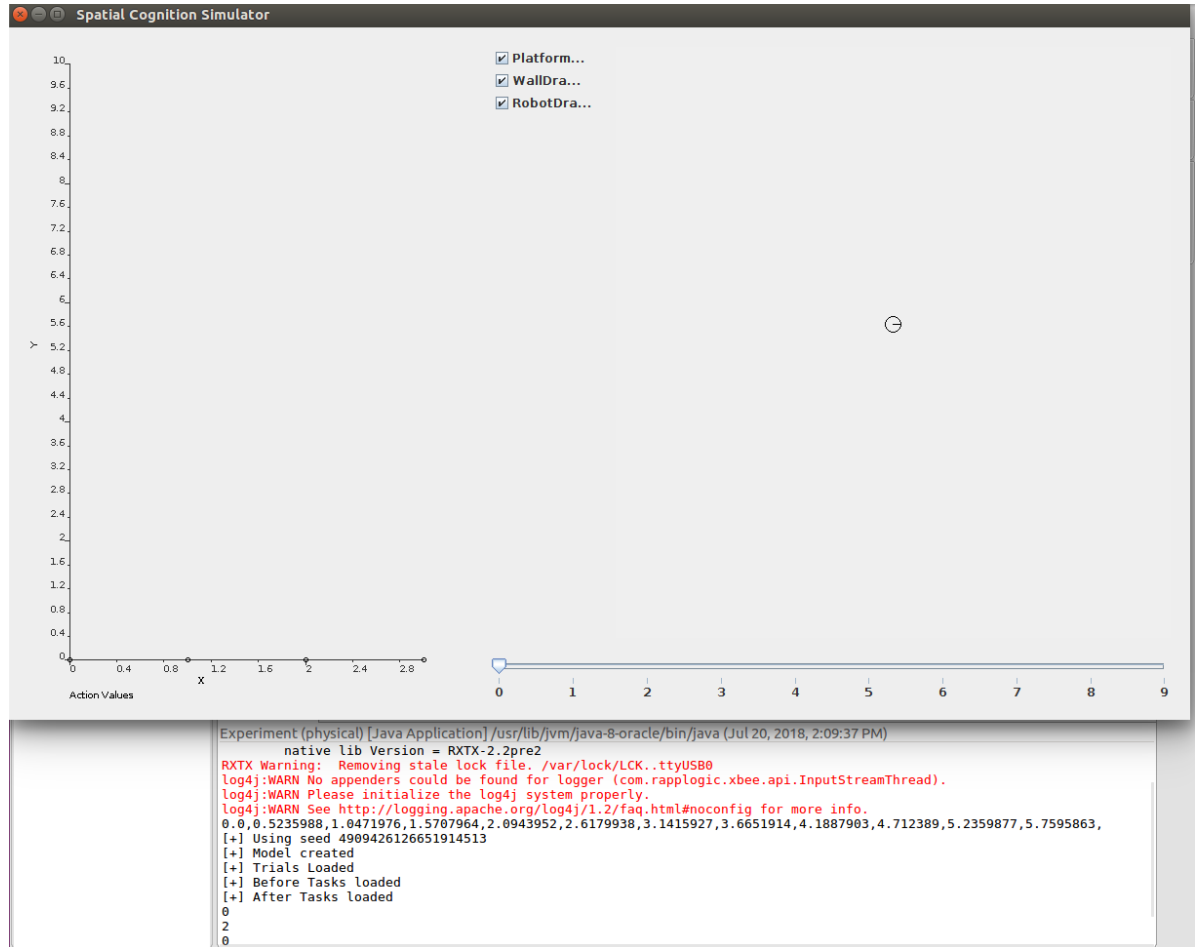 Spatial Cognition Simulator
10
9.6
9.2
8.8
8.4
8
7.6
7.2
6.8
6.4
6
5.6
5.2
4.8
4.4
4
3.6
3.2
2.8
2.4
2
1.6
1.2
0.8
0.4
0
Y
0 0.4 0.8 1.2 1.6 2 2.4 2.8
X
Action Values
Platform...
WallDra...
RobotDra...
0 1 2 3 4 5 6 7 8 9
Experiment (physical) [Java Application] /usr/lib/jvm/java-8-oracle/bin/java (Jul 20, 2018, 2:09:37 PM)
native lib Version = RXTX-2.2pre2
RXTX Warning:  Removing stale lock file. /var/lock/LCK..ttyUSB0
log4j:WARN No appenders could be found for logger (com.rapplogic.xbee.api.InputStreamThread).
log4j:WARN Please initialize the log4j system properly.
log4j:WARN See http://logging.apache.org/log4j/1.2/faq.html#noconfig for more info.
0.0,0.5235988,1.0471976,1.5707964,2.0943952,2.6179938,3.1415927,3.6651914,4.1887903,4.712389,5.2359877,5.7595863,
[+] Using seed 4909426126651914513
[+] Model created
[+] Trials Loaded
[+] Before Tasks loaded
[+] After Tasks loaded
0
2
0